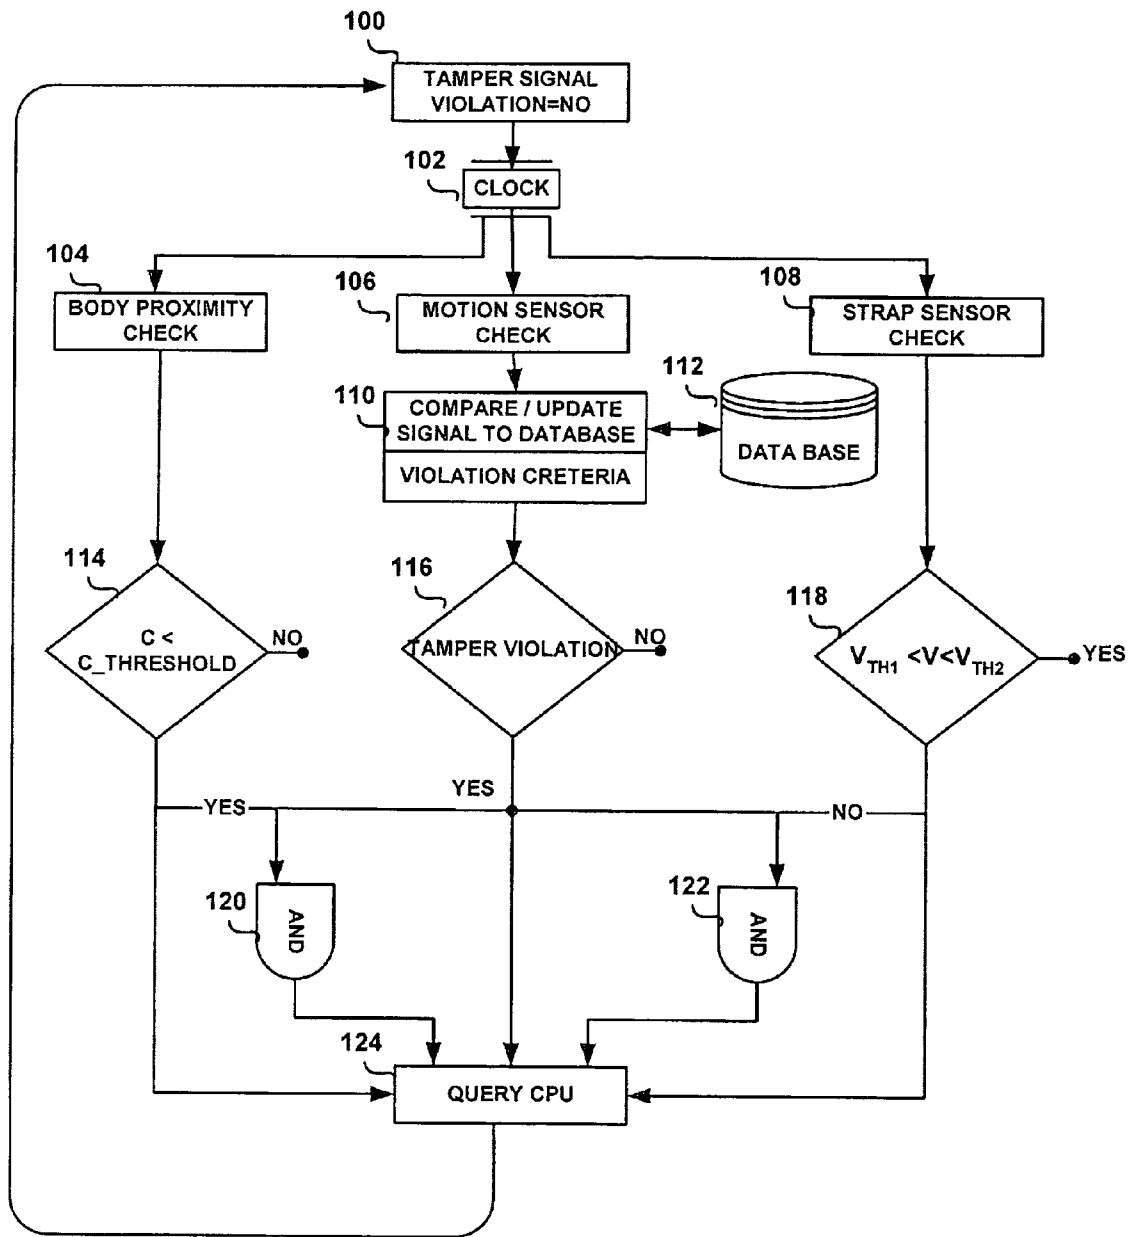 100
TAMPER SIGNAL
VIOLATION=NO
102
CLOCK
104
BODY PROXIMITY
CHECK
106
MOTION SENSOR
CHECK
108
STRAP SENSOR
CHECK
110
COMPARE / UPDATE
SIGNAL TO DATABASE
VIOLATION CRETERIA
112
DATA BASE
114
C <
C_THRESHOLD
NO
116
TAMPER VIOLATION
NO
118
V_TH1 <V<V_TH2
YES
YES
YES
NO
120
AND
122
AND
124
QUERY CPU